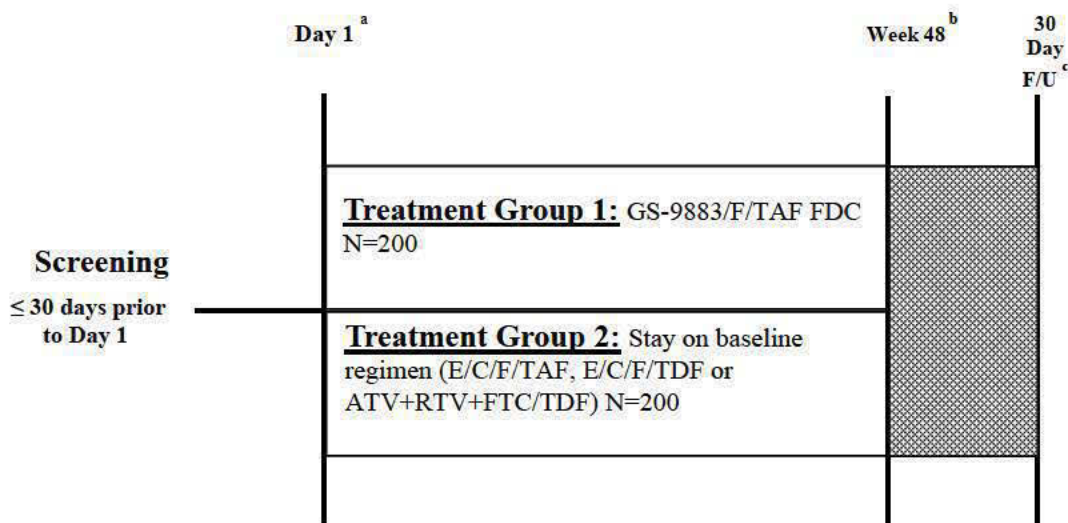 Day 1 a
Week 48 b
30
Day
F/U c
Treatment Group 1: GS-9883/F/TAF FDC
N=200
Screening
≤ 30 days prior
to Day 1
Treatment Group 2: Stay on baseline
regimen (E/C/F/TAF, E/C/F/TDF or
ATV+RTV+FTC/TDF) N=200